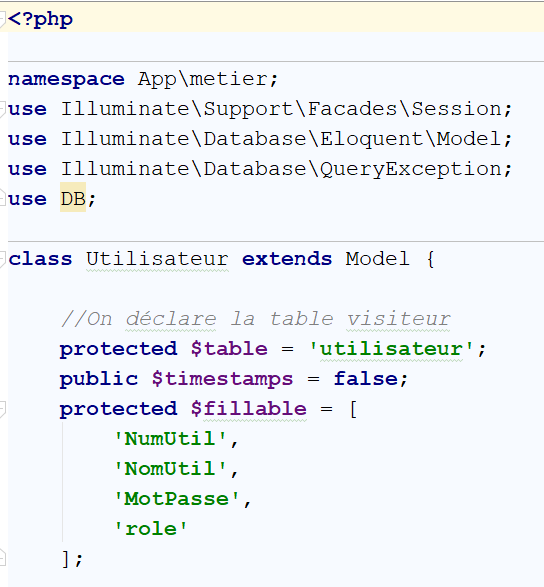 <?php
namespace App\metier;
use Illuminate\Support\Facades\Session;
use Illuminate\Database\Eloquent\Model;
use Illuminate\Database\QueryException;
use DB;
class Utilisateur extends Model {
//On déclare la table visiteur
protected $table = 'utilisateur';
public $timestamps = false;
protected $fillable = [
'NumUtil',
'NomUtil',
'MotPasse',
'role'
];